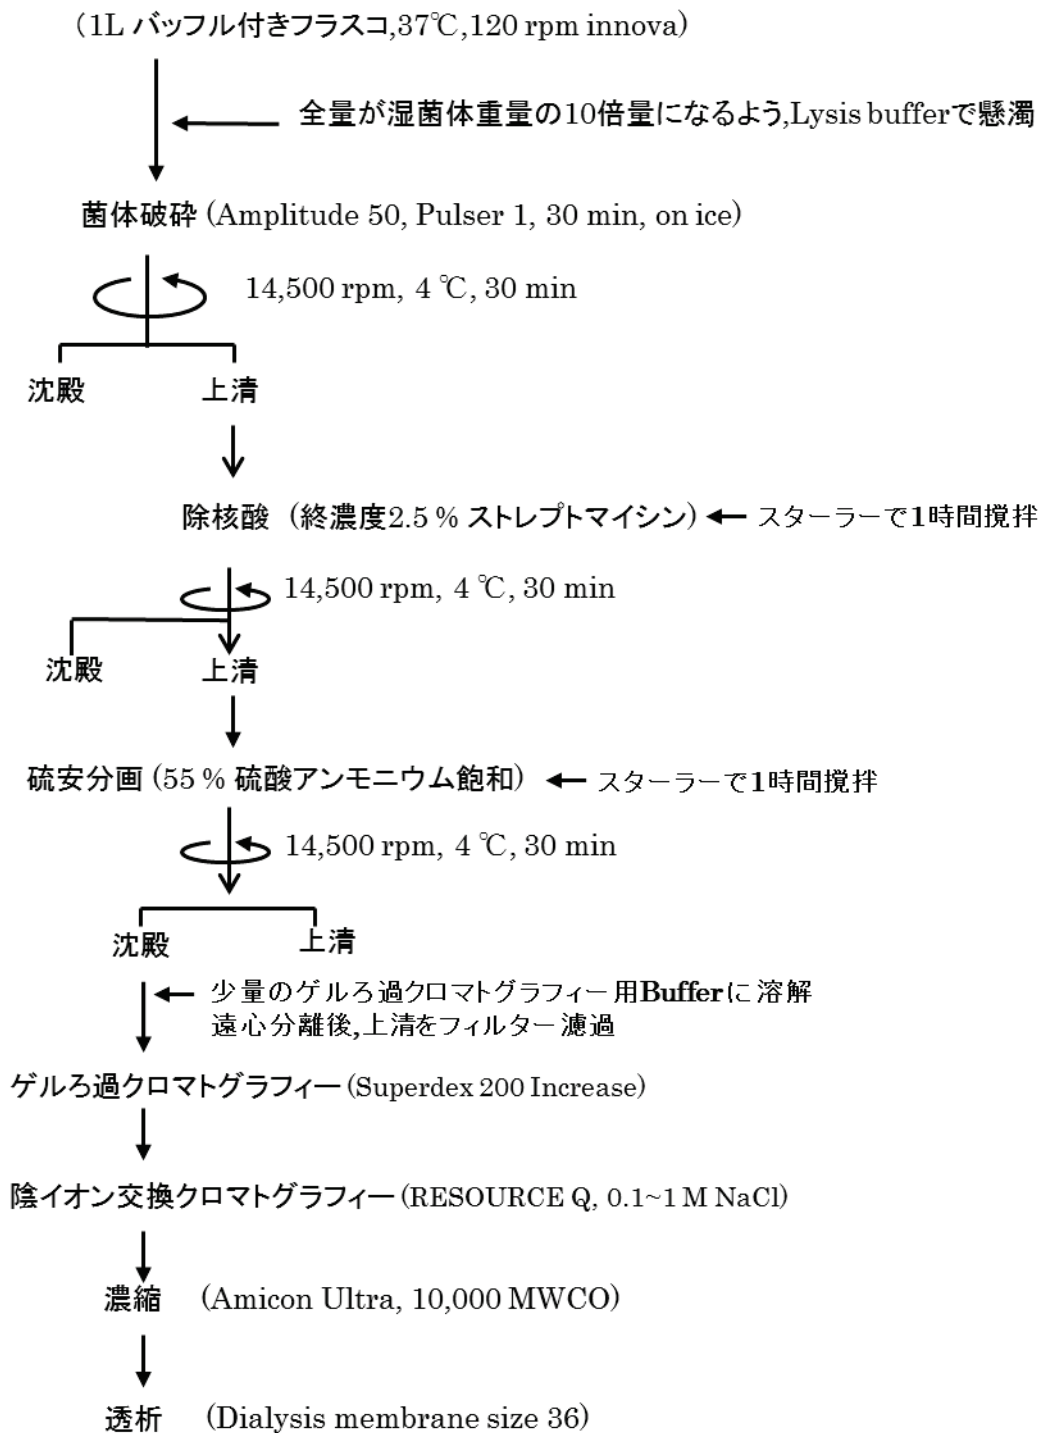 (1L バッフル付きフラスコ,37℃,120 rpm innova)
全量が湿菌体重量の10倍量になるよう,Lysis bufferで懸濁
菌体破砕 (Amplitude 50, Pulser 1, 30 min, on ice)
14,500 rpm, 4 ℃, 30 min
沈殿 上清
除核酸 (終濃度2.5 % ストレプトマイシン) スターラーで1時間撹拌
14,500 rpm, 4 ℃, 30 min
沈殿 上清
硫安分画 (55 % 硫酸アンモニウム飽和) スターラーで1時間撹拌
14,500 rpm, 4 ℃, 30 min
沈殿 上清
少量のゲルろ過クロマトグラフィー用Bufferに溶解
遠心分離後,上清をフィルター濾過
ゲルろ過クロマトグラフィー (Superdex 200 Increase)
陰イオン交換クロマトグラフィー (RESOURCE Q, 0.1~1 M NaCl)
濃縮 (Amicon Ultra, 10,000 MWCO)
透析 (Dialysis membrane size 36)